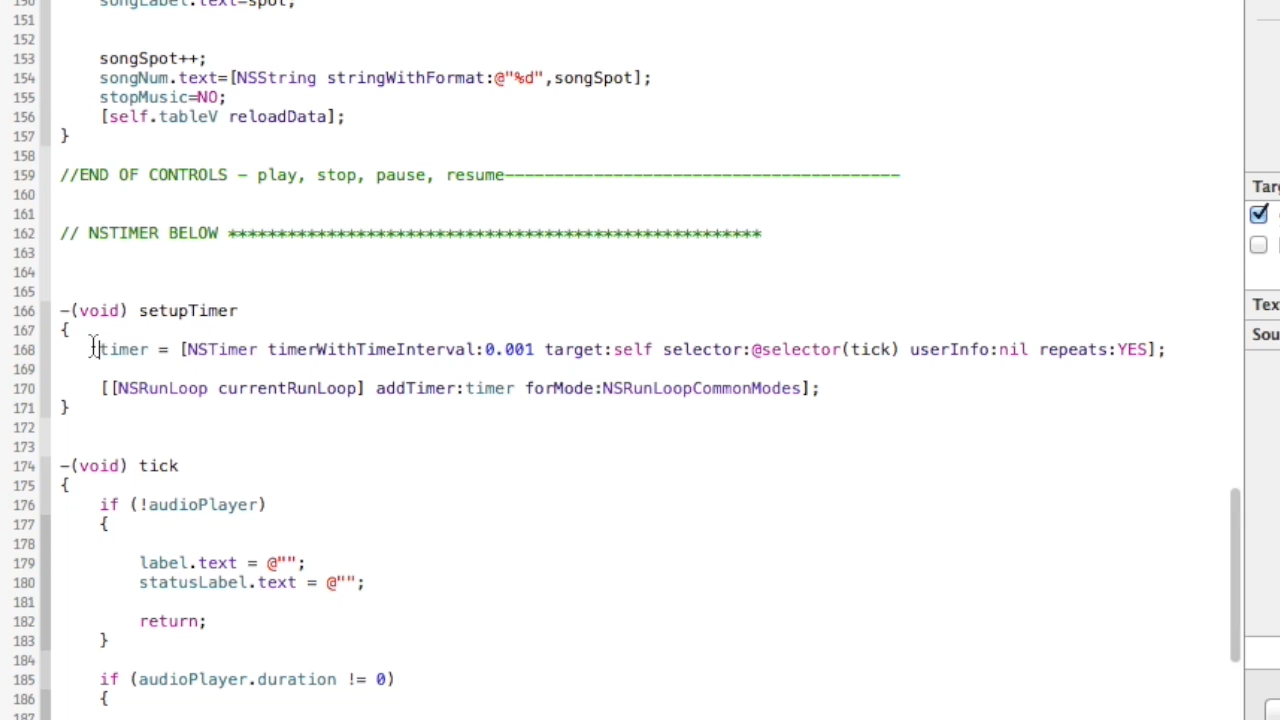 150 songLabel.text=spot;
151
152
153 songSpot++;
154 songNum.text=[NSString stringWithFormat:@"%d",songSpot];
155 stopMusic=NO;
156 [self.tableV reloadData];
157 }
158
159 //END OF CONTROLS - play, stop, pause, resume----------------------------------------
160
161
162 // NSTIMER BELOW ******************************************************
163
164
165
166 -(void) setupTimer
167 {
168 timer = [NSTimer timerWithTimeInterval:0.001 target:self selector:@selector(tick) userInfo:nil repeats:YES];
169
170 [[NSRunLoop currentRunLoop] addTimer:timer forMode:NSRunLoopCommonModes];
171 }
172
173
174 -(void) tick
175 {
176 if (!audioPlayer)
177 {
178
179 label.text = @"";
180 statusLabel.text = @"";
181
182 return;
183 }
184
185 if (audioPlayer.duration != 0)
186 {
187
Tar
Tex
Sou